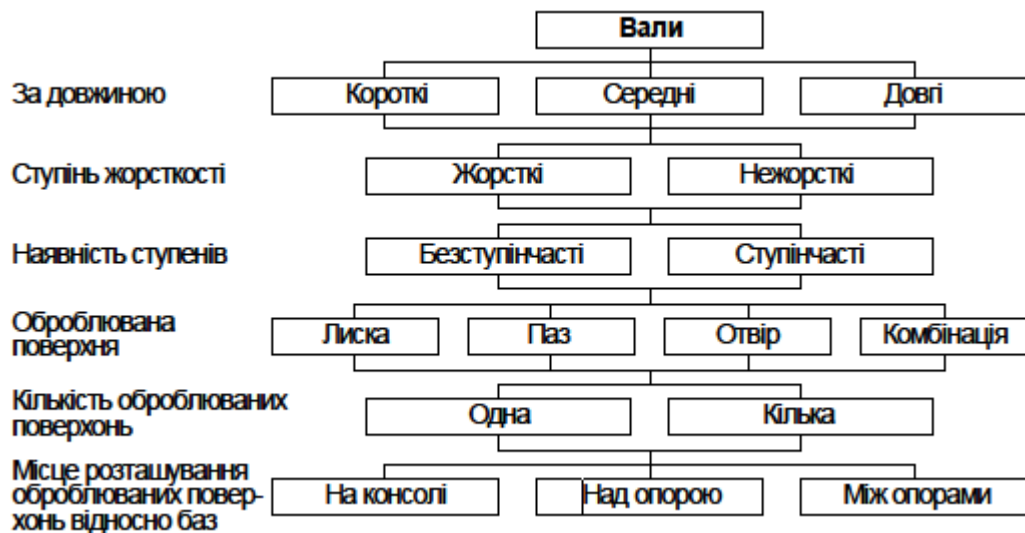 Вали
За довжиною Короткі Середні Довгі
Ступінь жорсткості Жорсткі Нежорсткі
Наявність ступенів Безступінчасті Ступінчасті
Оброблювана
поверхня
Лиска Паз Отвір Комбінація
Кількість оброблюваних
поверхонь
Одна Кілька
Місце розташування
оброблюваних повер-
хонь відносно баз
На консолі Над опорою Між опорами